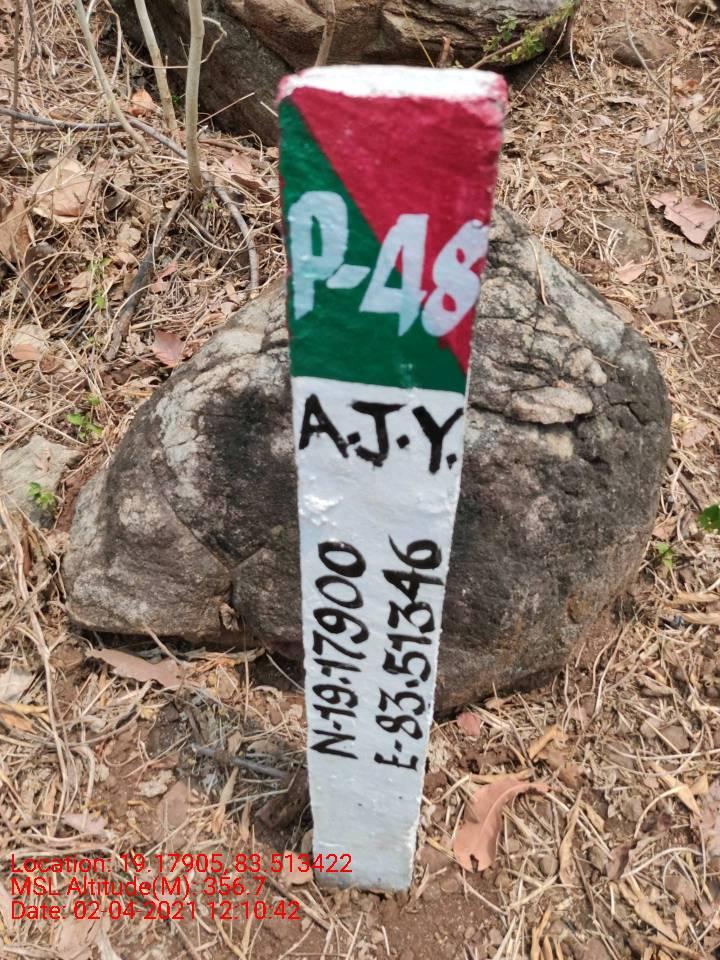 P-48
A.J.Y.
N-19.17900
E-83.51346
Location: 19.17905, 83.513422
MSL Altitude(M): 356.7
Date: 02-04-2021 12:10:42